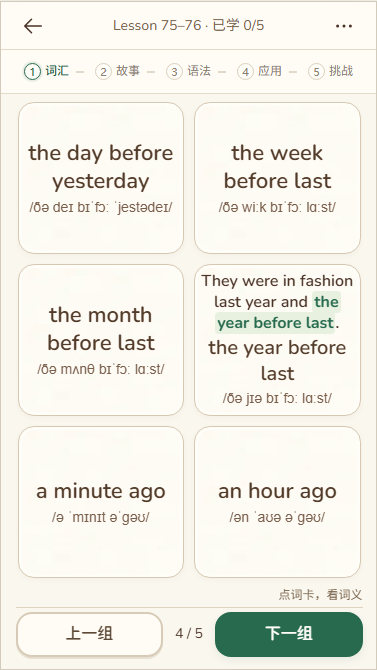 Lesson 75–76 · 已学 0/5
1 词汇 – 2 故事 – 3 语法 – 4 应用 – 5 挑战
the day before
yesterday
/ðə deɪ bɪˈfɔː ˈjestədeɪ/
the week
before last
/ðə wiːk bɪˈfɔː lɑːst/
the month
before last
/ðə mʌnθ bɪˈfɔː lɑːst/
They were in fashion
last year and the
year before last.
the year before
last
/ðə jɪə bɪˈfɔː lɑːst/
a minute ago
/ə ˈmɪnɪt əˈɡəʊ/
an hour ago
/ən ˈaʊə əˈɡəʊ/
点词卡，看词义
上一组
4 / 5
下一组